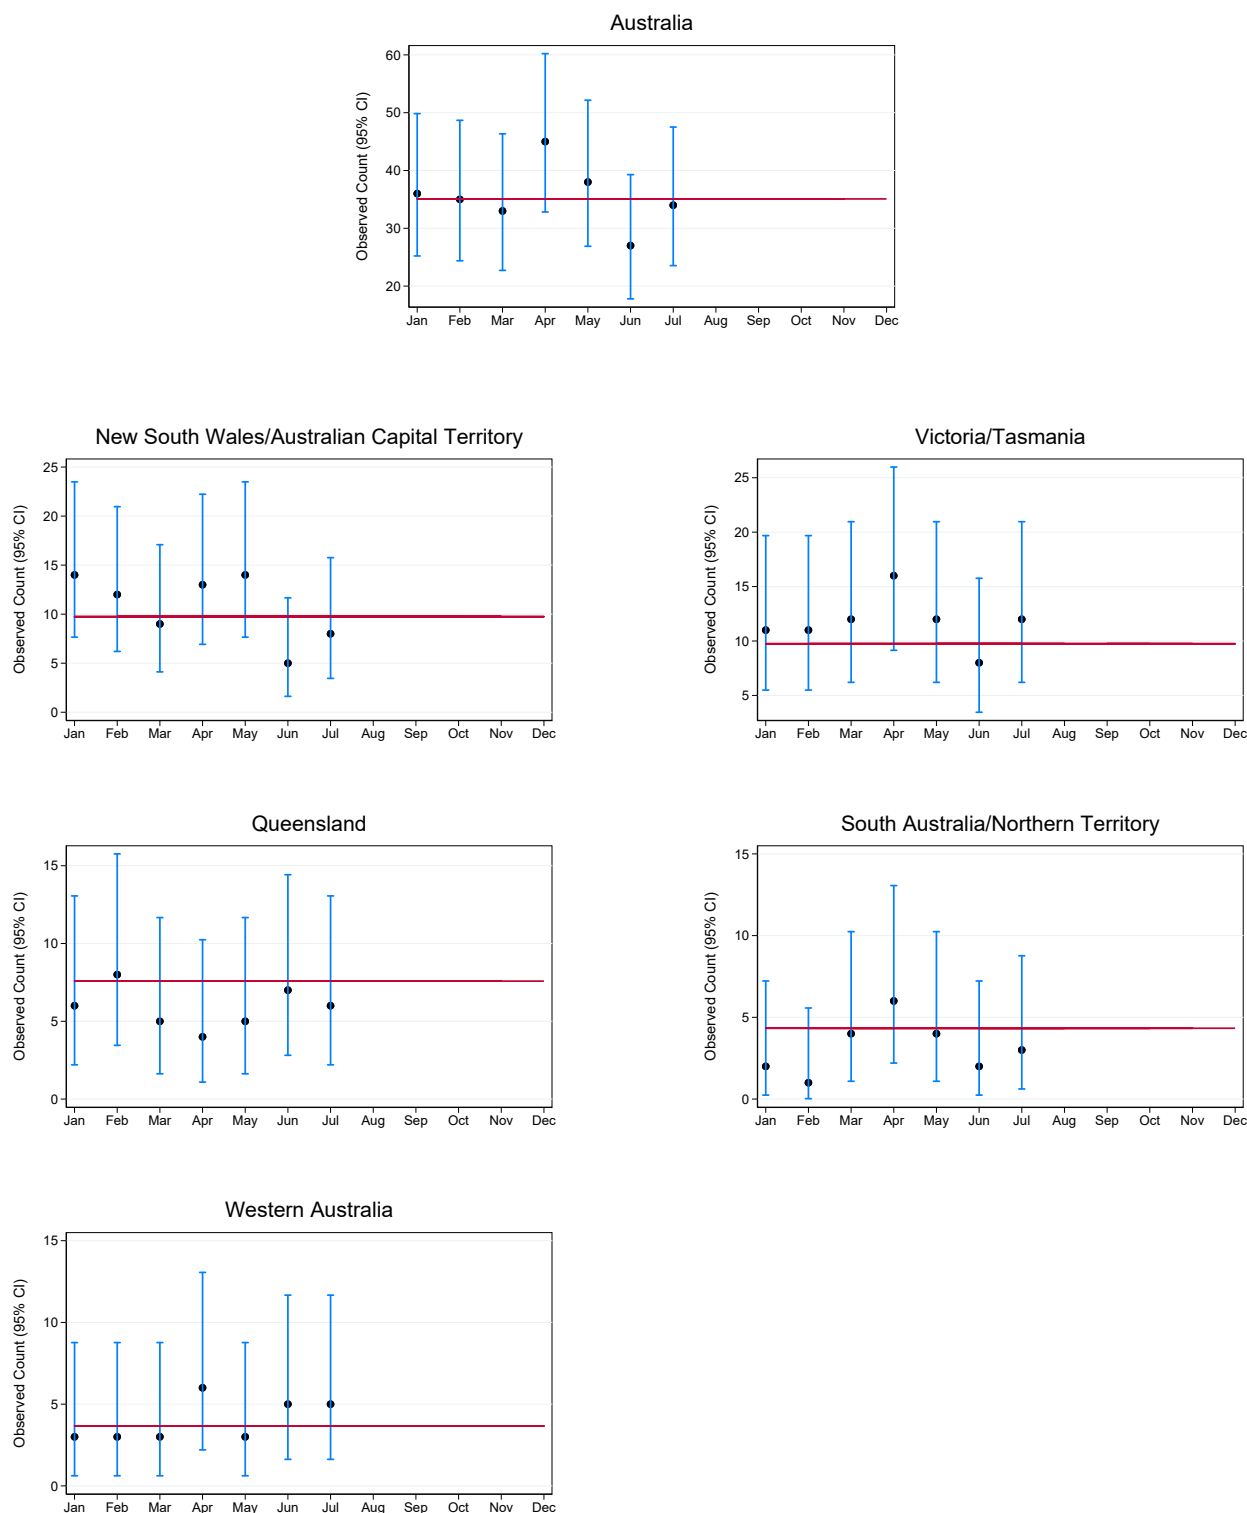 Australia
Observed Count (95% CI)
60
50
40
30
20
Jan Feb Mar Apr May Jun Jul Aug Sep Oct Nov Dec
New South Wales/Australian Capital Territory
Observed Count (95% CI)
25
20
15
10
5
0
Jan Feb Mar Apr May Jun Jul Aug Sep Oct Nov Dec
Victoria/Tasmania
Observed Count (95% CI)
25
20
15
10
5
Jan Feb Mar Apr May Jun Jul Aug Sep Oct Nov Dec
Queensland
Observed Count (95% CI)
15
10
5
0
Jan Feb Mar Apr May Jun Jul Aug Sep Oct Nov Dec
South Australia/Northern Territory
Observed Count (95% CI)
15
10
5
0
Jan Feb Mar Apr May Jun Jul Aug Sep Oct Nov Dec
Western Australia
Observed Count (95% CI)
15
10
5
0
Jan Feb Mar Apr May Jun Jul Aug Sep Oct Nov Dec